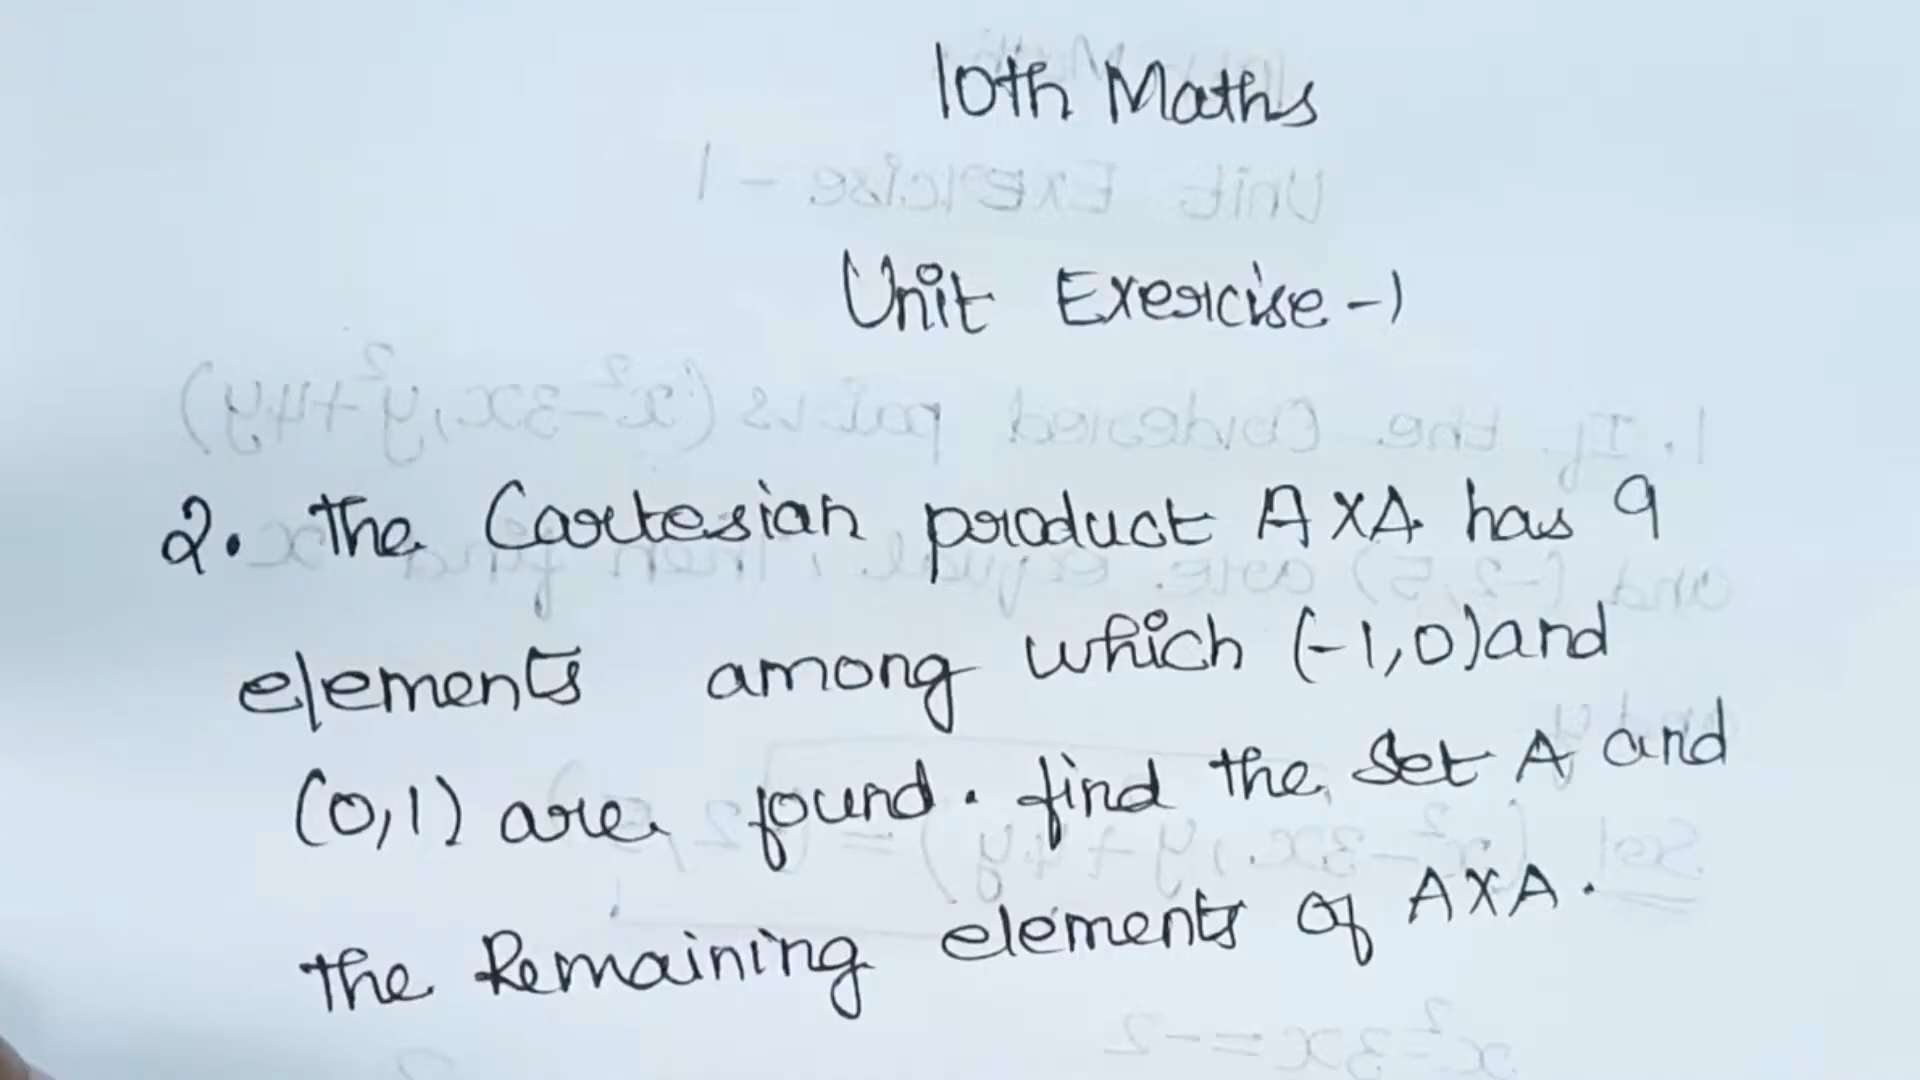 10th Maths
Unit Exercise -1
2. The Cartesian product A×A has 9
elements among which (-1,0) and
(0,1) are found. find the Set A and
the Remaining elements of A×A.